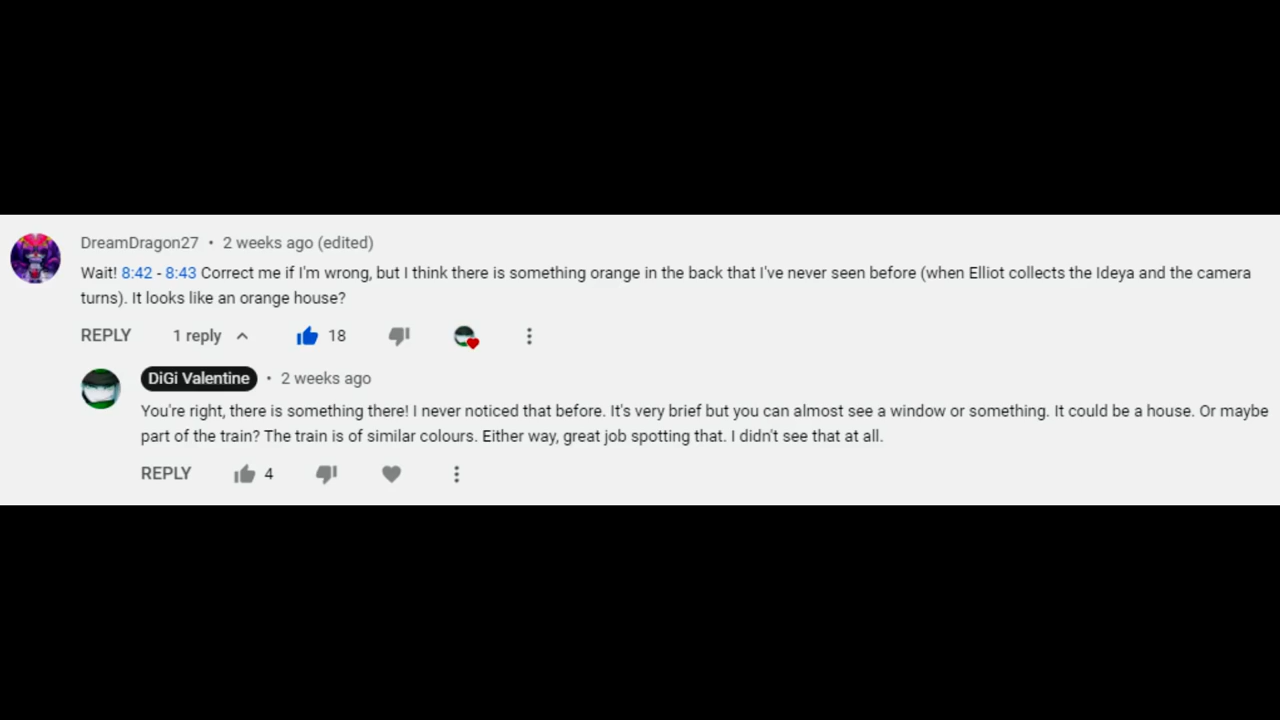 DreamDragon27 • 2 weeks ago (edited)
Wait! 8:42 - 8:43 Correct me if I'm wrong, but I think there is something orange in the back that I've never seen before (when Elliot collects the Ideya and the camera
turns). It looks like an orange house?
REPLY 1 reply 18
DiGi Valentine • 2 weeks ago
You're right, there is something there! I never noticed that before. It's very brief but you can almost see a window or something. It could be a house. Or maybe
part of the train? The train is of similar colours. Either way, great job spotting that. I didn't see that at all.
REPLY 4